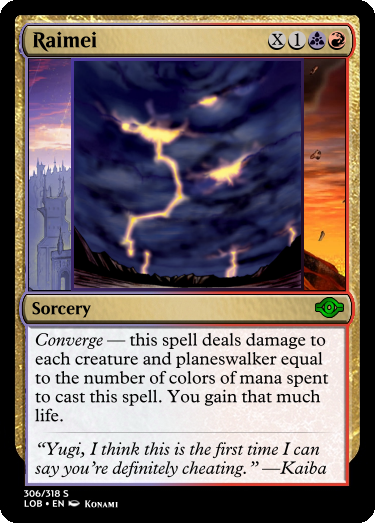 Raimei X 1
Sorcery
Converge — this spell deals damage to
each creature and planeswalker equal
to the number of colors of mana spent
to cast this spell. You gain that much
life.
“Yugi, I think this is the first time I can
say you’re definitely cheating.” —Kaiba
306/318 S
LOB • EN Konami